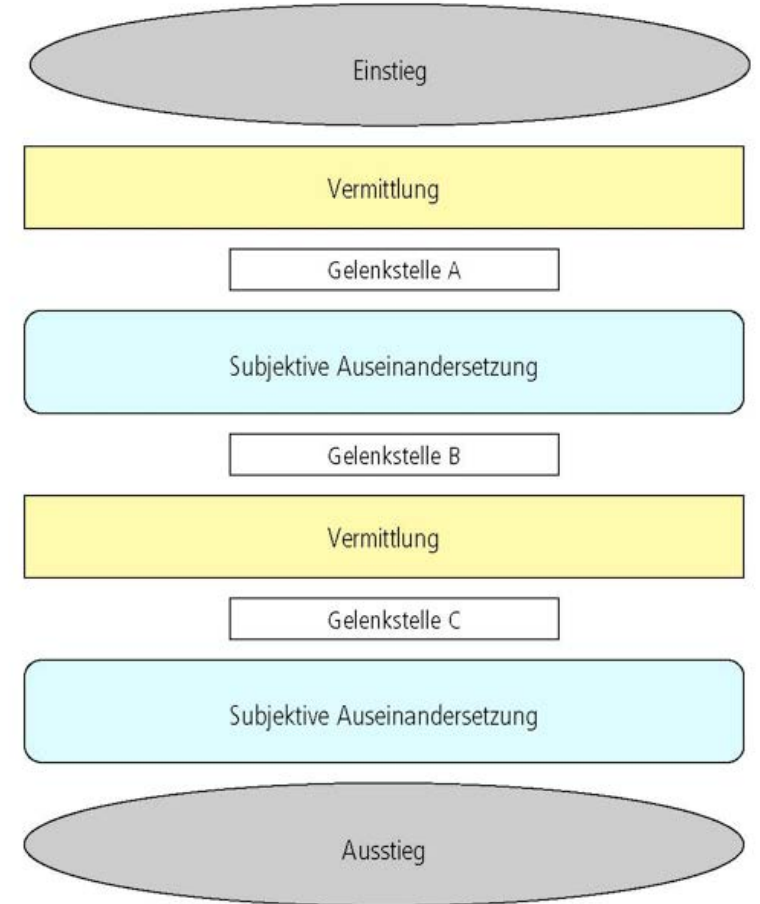 Einstieg
Vermittlung
Gelenkstelle A
Subjektive Auseinandersetzung
Gelenkstelle B
Vermittlung
Gelenkstelle C
Subjektive Auseinandersetzung
Ausstieg